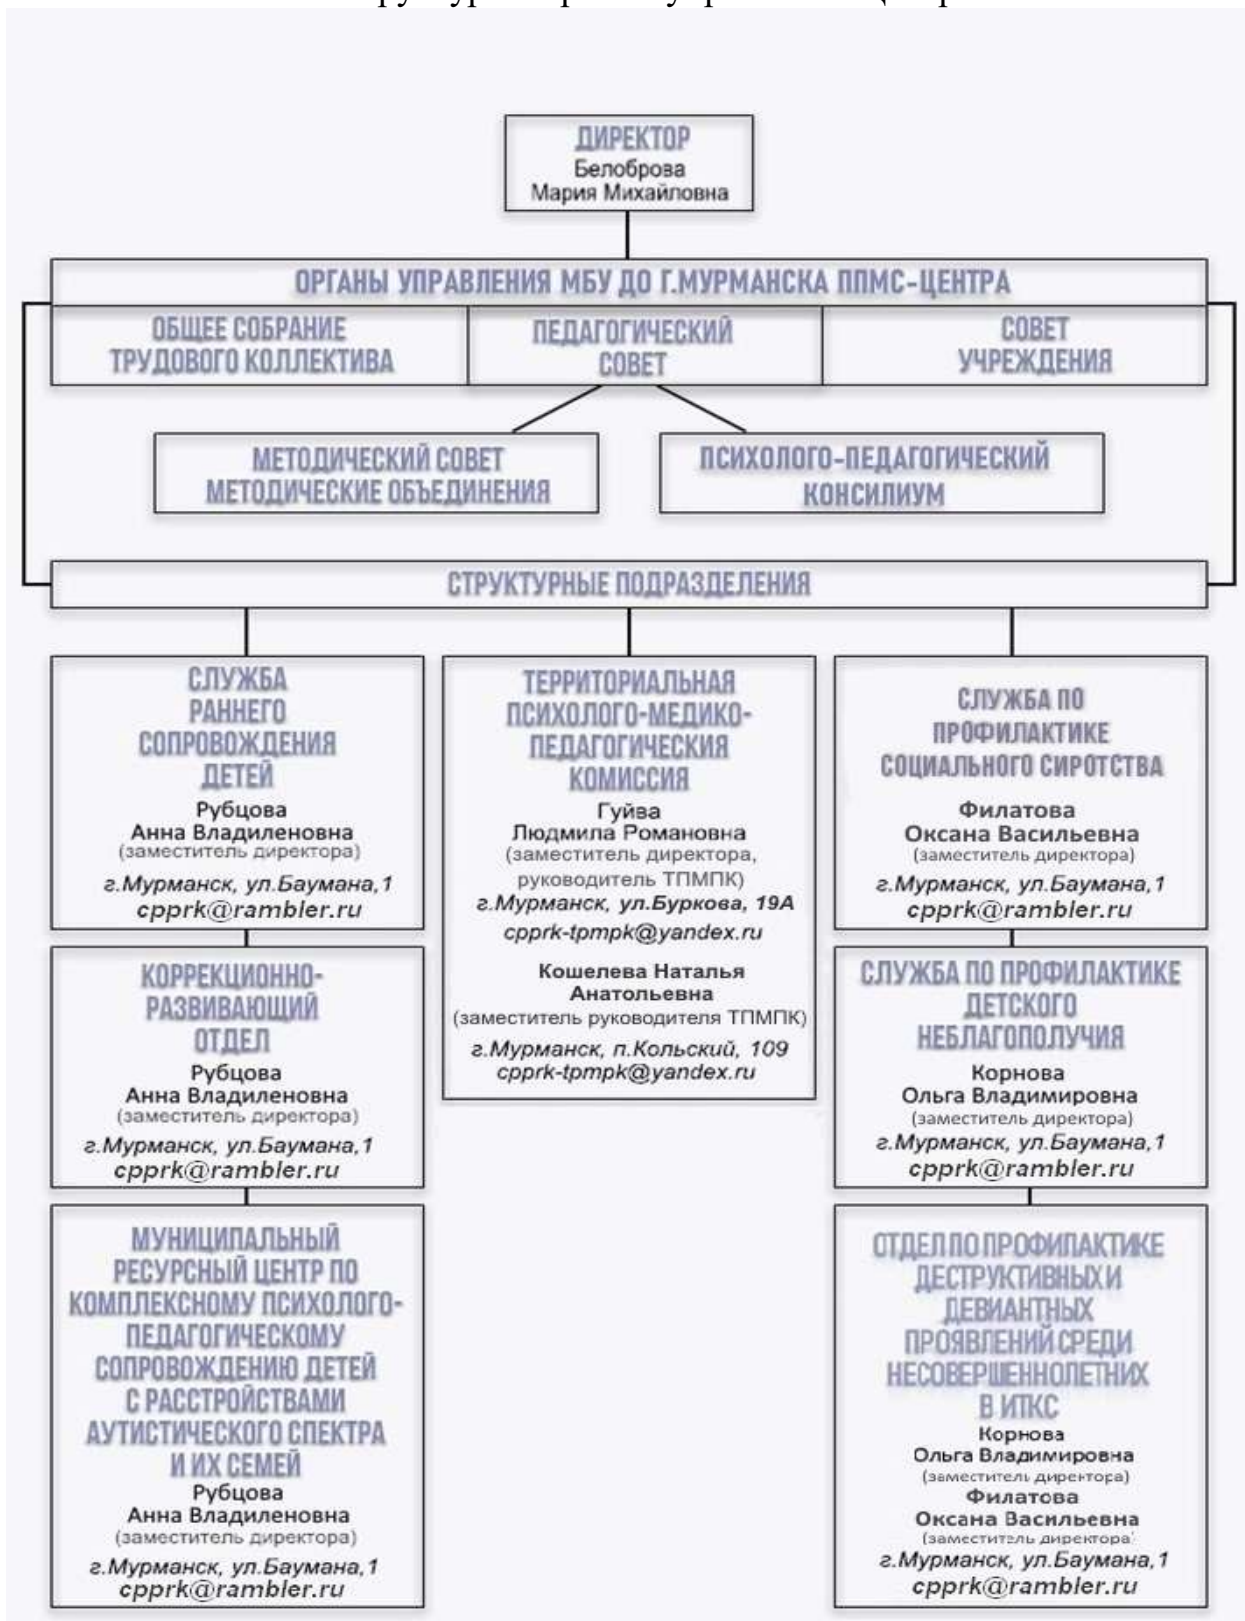 ДИРЕКТОР
Белоброва
Мария Михайловна
ОРГАНЫ УПРАВЛЕНИЯ МБУ ДО Г.МУРМАНСКА ППМС-ЦЕНТРА
ОБЩЕЕ СОБРАНИЕ
ТРУДОВОГО КОЛЛЕКТИВА
ПЕДАГОГИЧЕСКИЙ
СОВЕТ
СОВЕТ
УЧРЕЖДЕНИЯ
МЕТОДИЧЕСКИЙ СОВЕТ
МЕТОДИЧЕСКИЕ ОБЪЕДИНЕНИЯ
ПСИХОЛОГО-ПЕДАГОГИЧЕСКИЙ
КОНСИЛИУМ
СТРУКТУРНЫЕ ПОДРАЗДЕЛЕНИЯ
СЛУЖБА
РАННЕГО
СОПРОВОЖДЕНИЯ
ДЕТЕЙ
Рубцова
Анна Владиленовна
(заместитель директора)
г.Мурманск, ул.Баумана,1
cpprk@rambler.ru
КОРРЕКЦИОННО-
РАЗВИВАЮЩИЙ
ОТДЕЛ
Рубцова
Анна Владиленовна
(заместитель директора)
г.Мурманск, ул.Баумана,1
cpprk@rambler.ru
МУНИЦИПАЛЬНЫЙ
РЕСУРСНЫЙ ЦЕНТР ПО
КОМПЛЕКСНОМУ ПСИХОЛОГО-
ПЕДАГОГИЧЕСКОМУ
СОПРОВОЖДЕНИЮ ДЕТЕЙ
С РАССТРОЙСТВАМИ
АУТИСТИЧЕСКОГО СПЕКТРА
И ИХ СЕМЕЙ
Рубцова
Анна Владиленовна
(заместитель директора)
г.Мурманск, ул.Баумана,1
cpprk@rambler.ru
ТЕРРИТОРИАЛЬНАЯ
ПСИХОЛОГО-МЕДИКО-
ПЕДАГОГИЧЕСКИЯ
КОМИССИЯ
Гуйва
Людмила Романовна
(заместитель директора,
руководитель ТПМПК)
г.Мурманск, ул.Буркова, 19А
cpprk-tpmpk@yandex.ru
Кошелева Наталья
Анатольевна
(заместитель руководителя ТПМПК)
г.Мурманск, п.Кольский, 109
cpprk-tpmpk@yandex.ru
СЛУЖБА ПО
ПРОФИЛАКТИКЕ
СОЦИАЛЬНОГО СИРОТСТВА
Филатова
Оксана Васильевна
(заместитель директора)
г.Мурманск, ул.Баумана,1
cpprk@rambler.ru
СЛУЖБА ПО ПРОФИЛАКТИКЕ
ДЕТСКОГО
НЕБЛАГОПОЛУЧИЯ
Корнова
Ольга Владимировна
(заместитель директора)
г.Мурманск, ул.Баумана,1
cpprk@rambler.ru
ОТДЕЛ ПО ПРОФИЛАКТИКЕ
ДЕСТРУКТИВНЫХ И
ДЕВИАНТНЫХ
ПРОЯВЛЕНИЙ СРЕДИ
НЕСОВЕРШЕННОЛЕТНИХ
В ИТКС
Корнова
Ольга Владимировна
(заместитель директора)
Филатова
Оксана Васильевна
(заместитель директора)
г.Мурманск, ул.Баумана,1
cpprk@rambler.ru